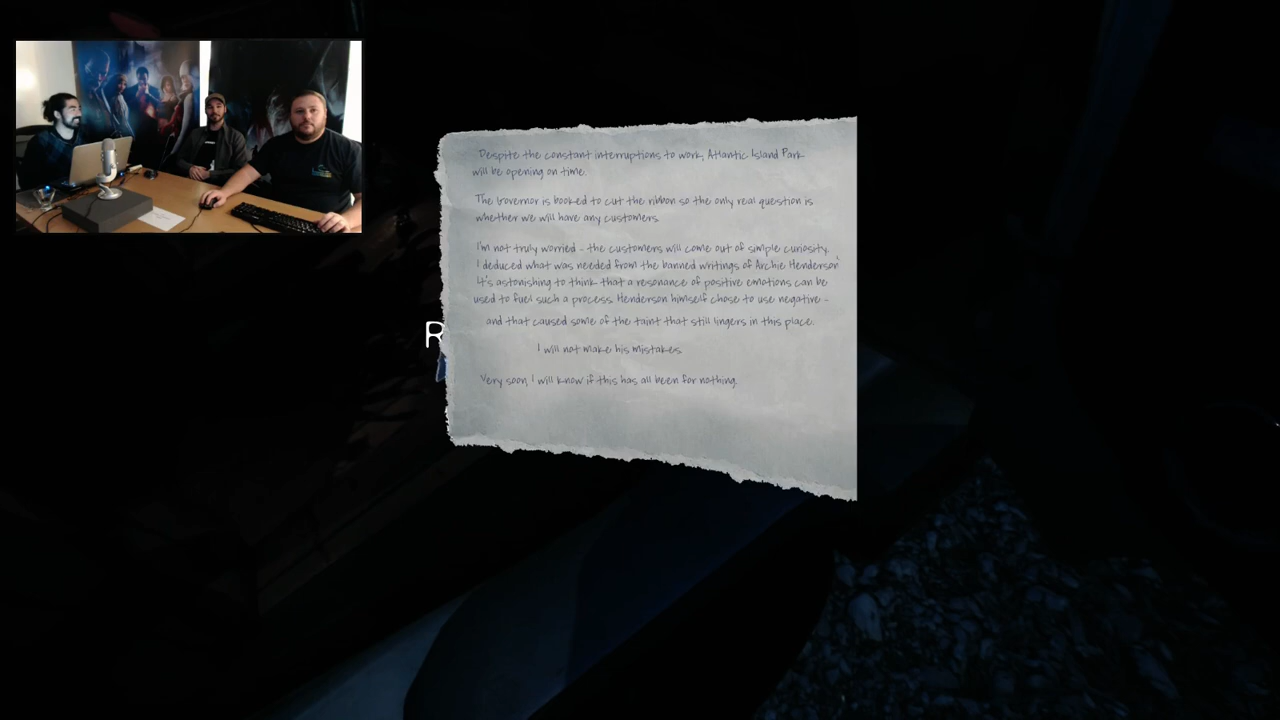 Despite the constant interruptions to work, Atlantic Island Park
will be opening on time.
The Governor is booked to cut the ribbon so the only real question is
whether we will have any customers.
I'm not truly worried - the customers will come out of simple curiosity.
I deduced what was needed from the banned writings of Archie Henderson.
It's astonishing to think that a resonance of positive emotions can be
used to fuel such a process. Henderson himself chose to use negative -
and that caused some of the taint that still lingers in this place.
I will not make his mistakes.
Very soon, I will know if this has all been for nothing.
R